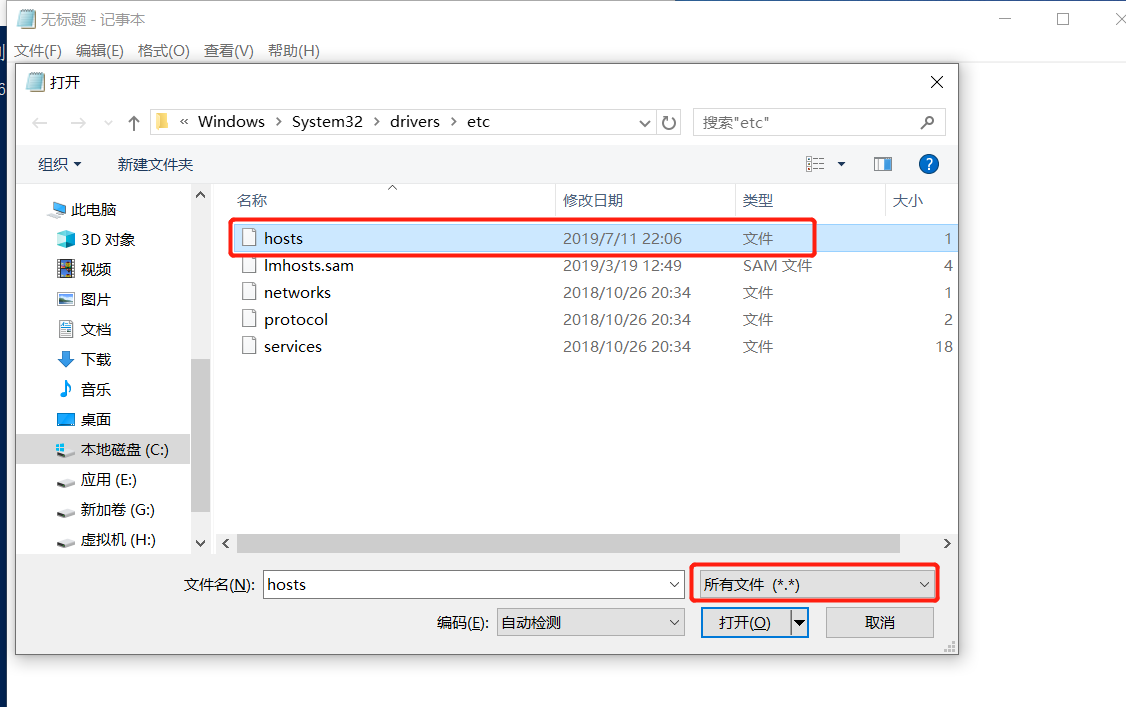 无标题 - 记事本
文件(F) 编辑(E) 格式(O) 查看(V) 帮助(H)
打开
« Windows › System32 › drivers › etc
搜索"etc"
组织 新建文件夹
名称 修改日期 类型 大小
hosts 2019/7/11 22:06 文件 1
lmhosts.sam 2019/3/19 12:49 SAM 文件 4
networks 2018/10/26 20:34 文件 1
protocol 2018/10/26 20:34 文件 2
services 2018/10/26 20:34 文件 18
此电脑
3D 对象
视频
图片
文档
下载
音乐
桌面
本地磁盘 (C:)
应用 (E:)
新加卷 (G:)
虚拟机 (H:)
文件名(N): hosts 所有文件 (*.*)
编码(E): 自动检测 打开(O) 取消